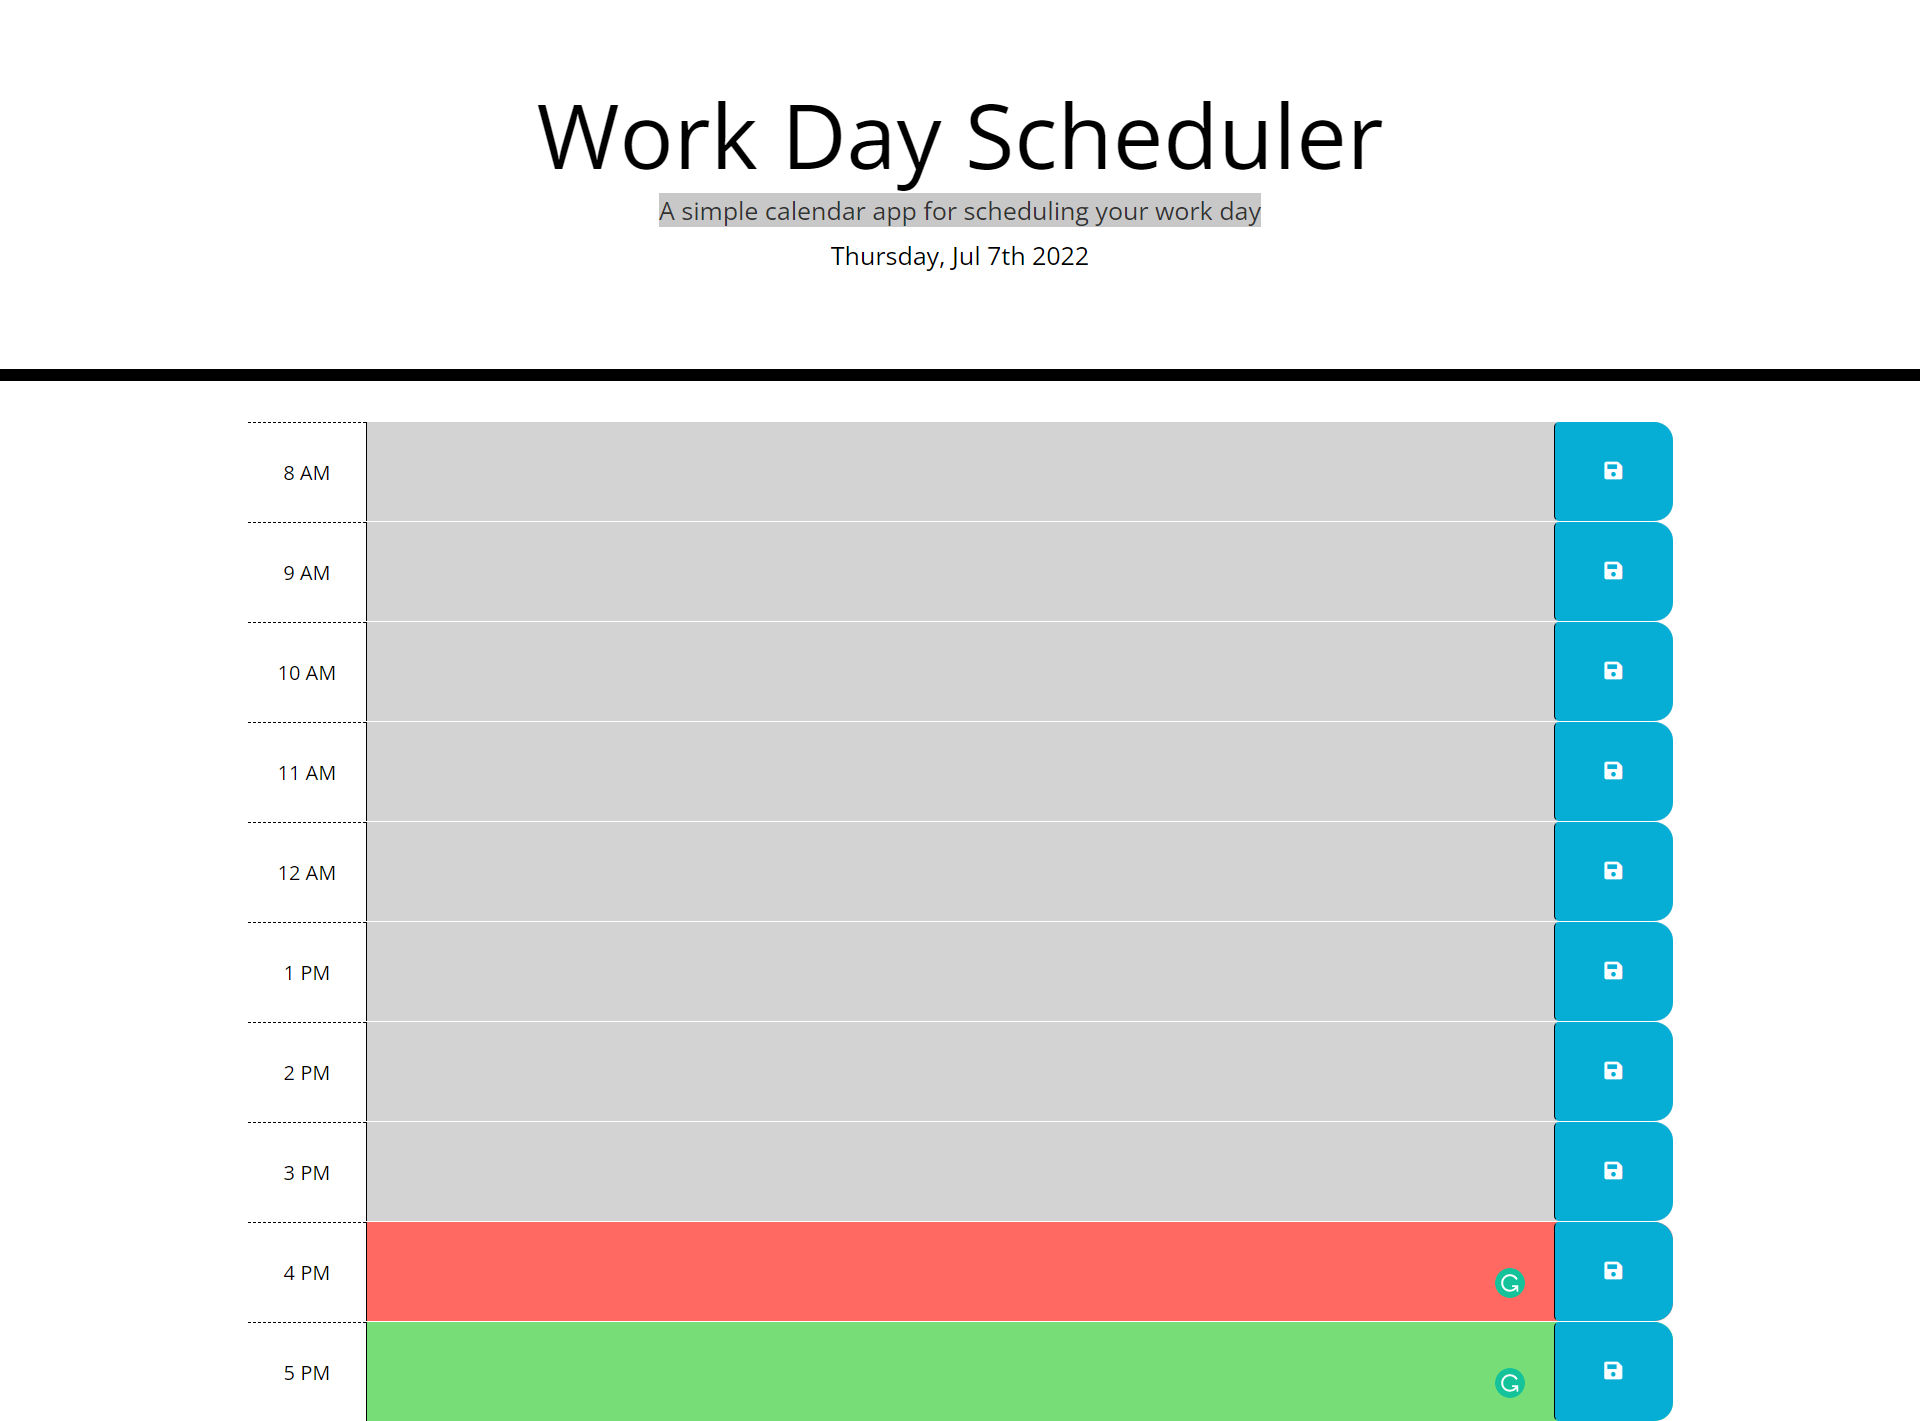 Work Day Scheduler
A simple calendar app for scheduling your work day
Thursday, Jul 7th 2022
8 AM
9 AM
10 AM
11 AM
12 AM
1 PM
2 PM
3 PM
4 PM
5 PM